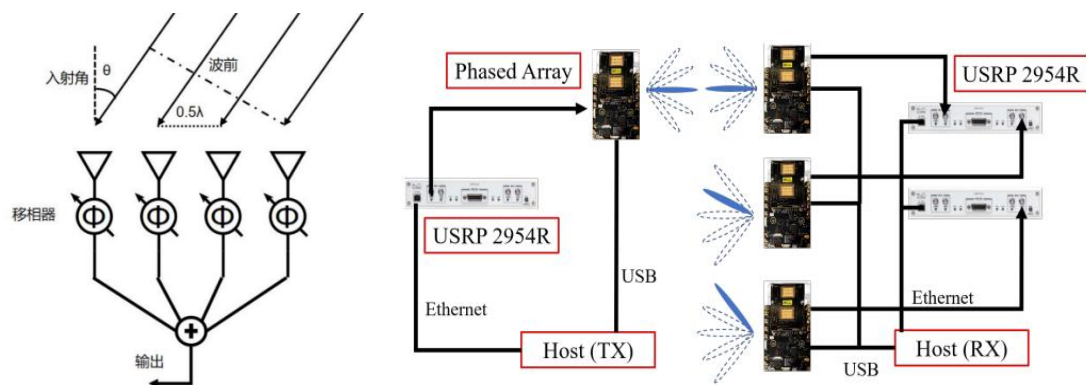 入射角
θ
波前
0.5λ
移相器
Φ
Φ
Φ
Φ
+
输出
Phased Array
USRP 2954R
USRP 2954R
USB
Ethernet
Host (TX)
Ethernet
USB
Host (RX)